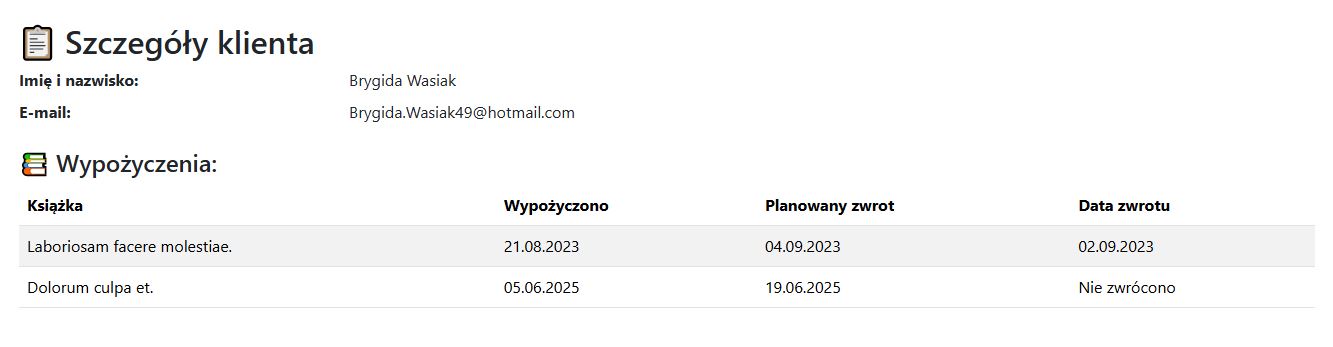 Szczegóły klienta
Imię i nazwisko: Brygida Wasiak
E-mail: Brygida.Wasiak49@hotmail.com
Wypożyczenia:
Książka Wypożyczono Planowany zwrot Data zwrotu
Laboriosam facere molestiae. 21.08.2023 04.09.2023 02.09.2023
Dolorum culpa et. 05.06.2025 19.06.2025 Nie zwrócono